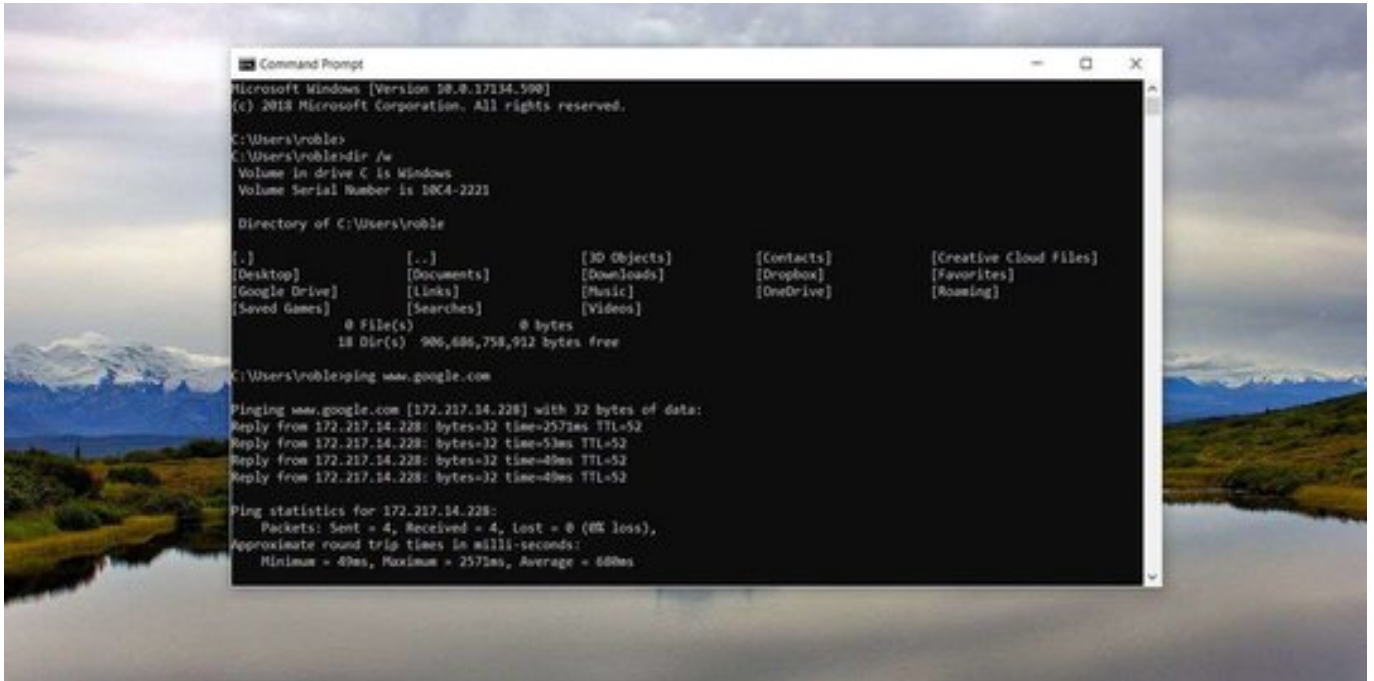 Command Prompt
Microsoft Windows [Version 10.0.17134.590]
(c) 2018 Microsoft Corporation. All rights reserved.
C:\Users\roble>
C:\Users\roble>dir /w
Volume in drive C is Windows
Volume Serial Number is 10C4-2221
Directory of C:\Users\roble
[.] [..] [3D Objects] [Contacts] [Creative Cloud Files]
[Desktop] [Documents] [Downloads] [Dropbox] [Favorites]
[Google Drive] [Links] [Music] [OneDrive] [Roaming]
[Saved Games] [Searches] [Videos]
0 File(s) 0 bytes
18 Dir(s) 906,686,758,912 bytes free
C:\Users\roble>ping www.google.com
Pinging www.google.com [172.217.14.228] with 32 bytes of data:
Reply from 172.217.14.228: bytes=32 time=2571ms TTL=52
Reply from 172.217.14.228: bytes=32 time=53ms TTL=52
Reply from 172.217.14.228: bytes=32 time=49ms TTL=52
Reply from 172.217.14.228: bytes=32 time=49ms TTL=52
Ping statistics for 172.217.14.228:
Packets: Sent = 4, Received = 4, Lost = 0 (0% loss),
Approximate round trip times in milli-seconds:
Minimum = 49ms, Maximum = 2571ms, Average = 680ms